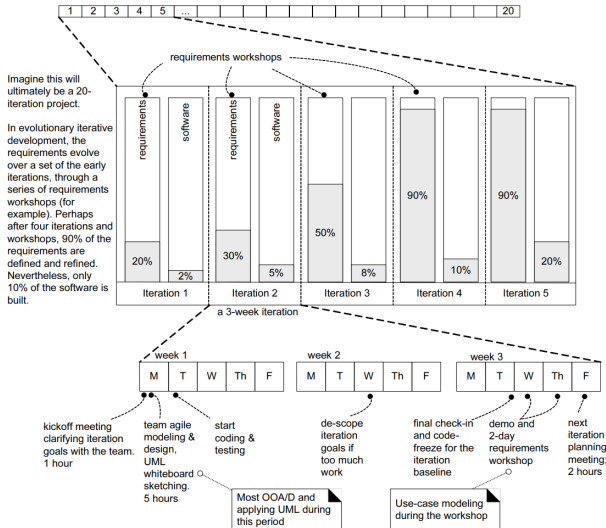 1 2 3 4 5 ... 20
requirements workshops
Imagine this will
ultimately be a 20-
iteration project.
In evolutionary iterative
development, the
requirements evolve
over a set of the early
iterations, through a
series of requirements
workshops (for
example). Perhaps
after four iterations and
workshops, 90% of the
requirements are
defined and refined.
Nevertheless, only
10% of the software is
built.
requirements
software
requirements
software
20%
2%
30%
5%
50%
8%
90%
10%
90%
20%
Iteration 1 Iteration 2 Iteration 3 Iteration 4 Iteration 5
a 3-week iteration
week 1 week 2 week 3
M T W Th F M T W Th F M T W Th F
kickoff meeting
clarifying iteration
goals with the team.
1 hour
team agile
modeling &
design,
UML
whiteboard
sketching.
5 hours
start
coding &
testing
de-scope
iteration
goals if
too much
work
final check-in
and code-
freeze for the
iteration
baseline
demo and
2-day
requirements
workshop
next
iteration
planning
meeting;
2 hours
Most OOA/D and
applying UML during
this period
Use-case modeling
during the workshop